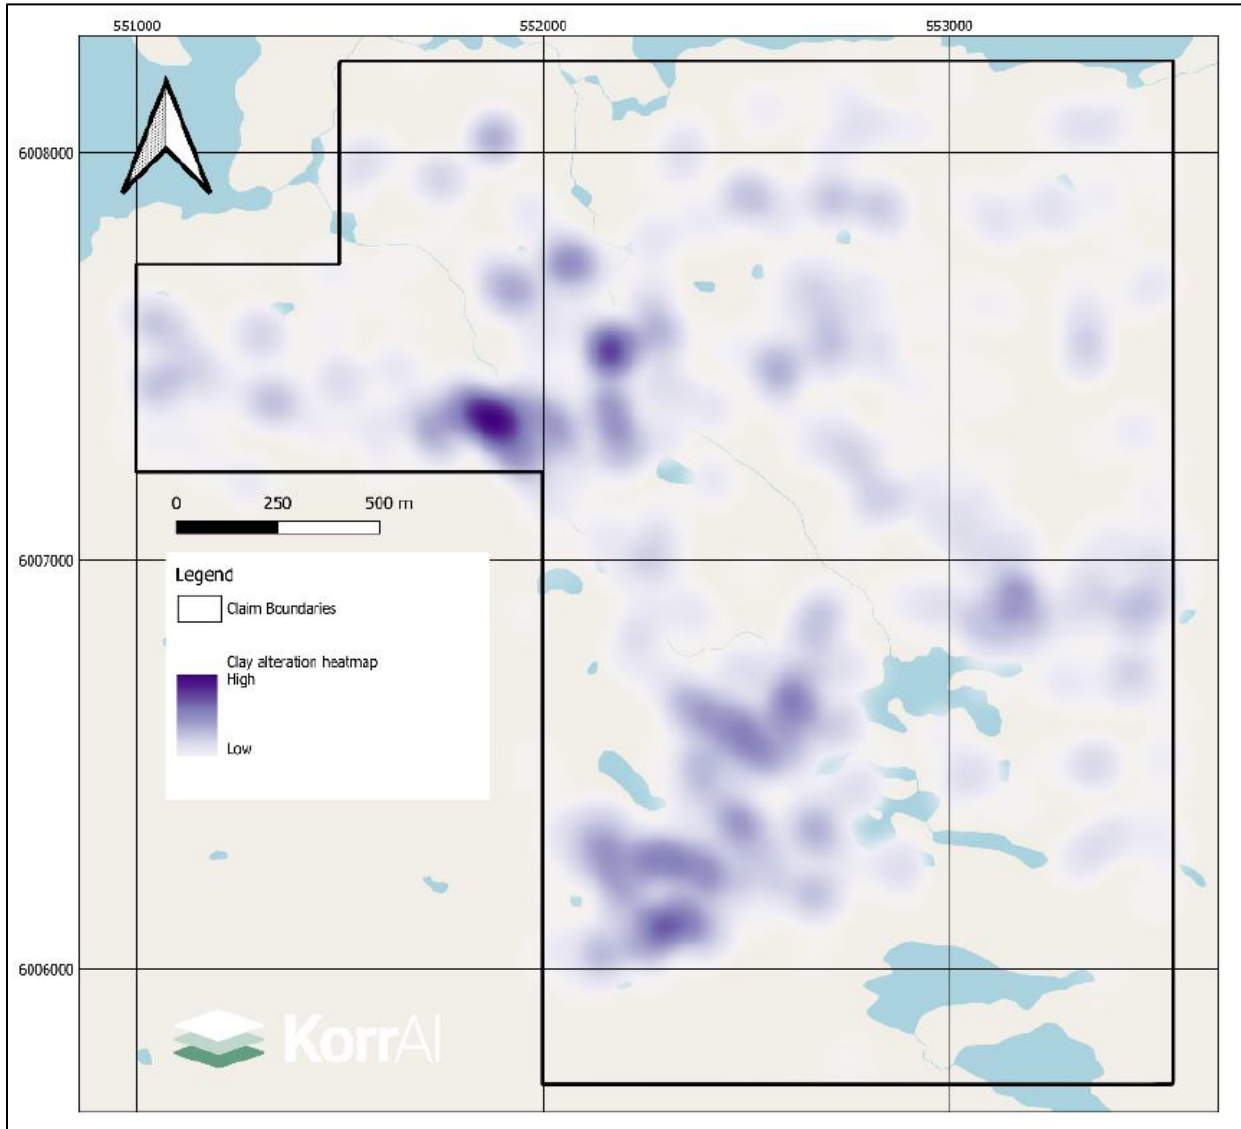 551000
552000
553000
6008000
0 250 500 m
6007000
Legend
Claim Boundaries
Clay alteration heatmap
High
Low
6006000
KorrAI